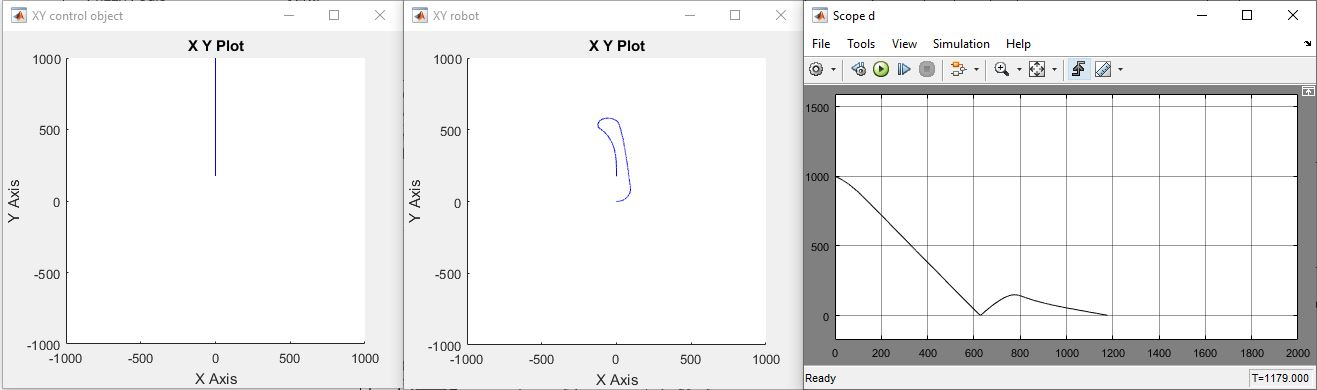 XY control object
X Y Plot
1000
500
0
-500
-1000
-1000 -500 0 500 1000
X Axis
Y Axis
XY robot
X Y Plot
1000
500
0
-500
-1000
-1000 -500 0 500 1000
X Axis
Y Axis
Scope d
File Tools View Simulation Help
1500
1000
500
0
0 200 400 600 800 1000 1200 1400 1600 1800 2000
Ready T=1179.000